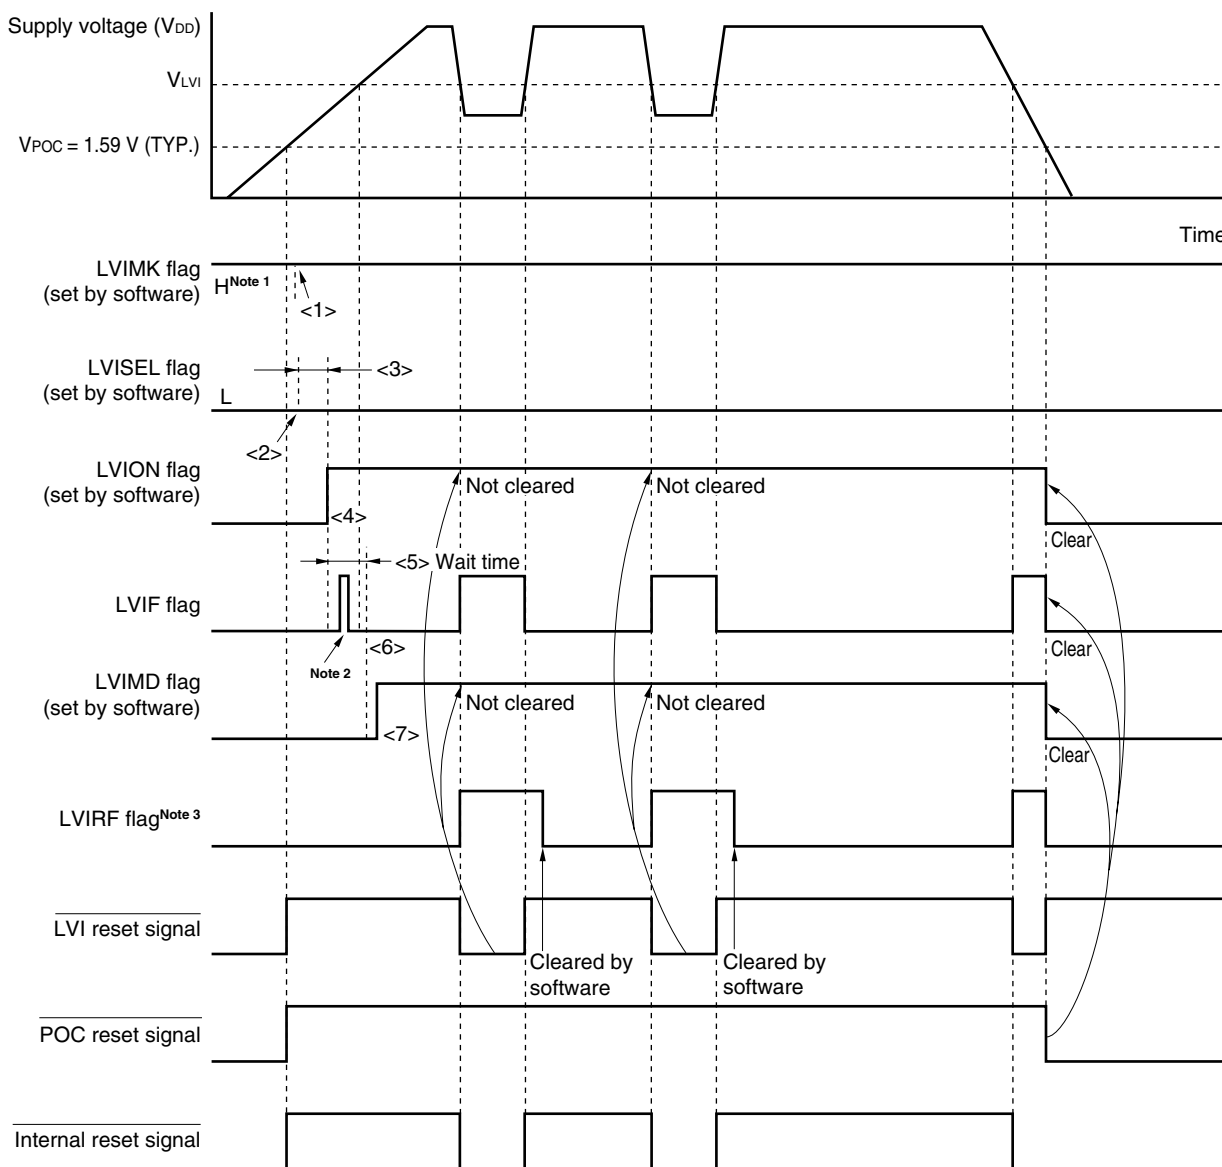 Supply voltage (VDD)
VLVI
VPOC = 1.59 V (TYP.)
Time
LVIMK flag
(set by software)
HNote 1
<1>
LVISEL flag
(set by software)
L
<3>
<2>
LVION flag
(set by software)
Not cleared
Not cleared
<4>
Clear
<5> Wait time
LVIF flag
<6>
Clear
Note 2
LVIMD flag
(set by software)
Not cleared
Not cleared
<7>
Clear
LVIRF flagNote 3
LVI reset signal
Cleared by
software
Cleared by
software
POC reset signal
Internal reset signal